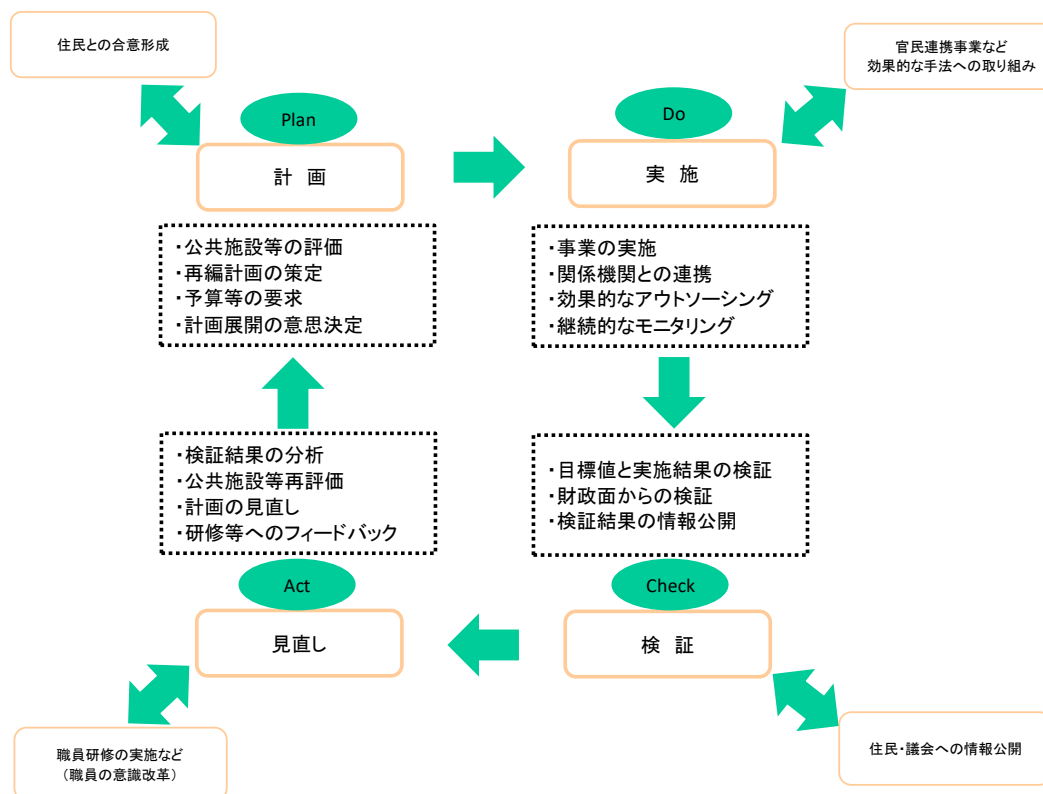 住民との合意形成
官民連携事業など
効果的な手法への取り組み
Plan
計 画
Do
実 施
・公共施設等の評価
・再編計画の策定
・予算等の要求
・計画展開の意思決定
・事業の実施
・関係機関との連携
・効果的なアウトソーシング
・継続的なモニタリング
・検証結果の分析
・公共施設等再評価
・計画の見直し
・研修等へのフィードバック
・目標値と実施結果の検証
・財政面からの検証
・検証結果の情報公開
Act
見直し
Check
検 証
職員研修の実施など
（職員の意識改革）
住民・議会への情報公開